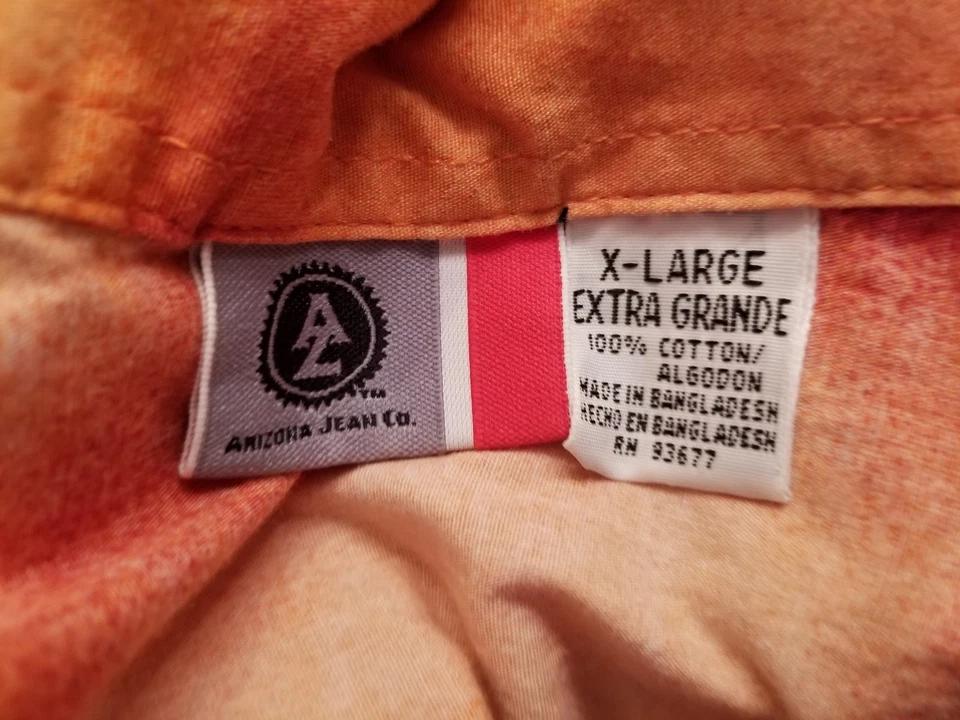 AZ
TM
ARIZONA JEAN CO.
X-LARGE
EXTRA GRANDE
100% COTTON/
ALGODON
MADE IN BANGLADESH
HECHO EN BANGLADESH
RN 93677